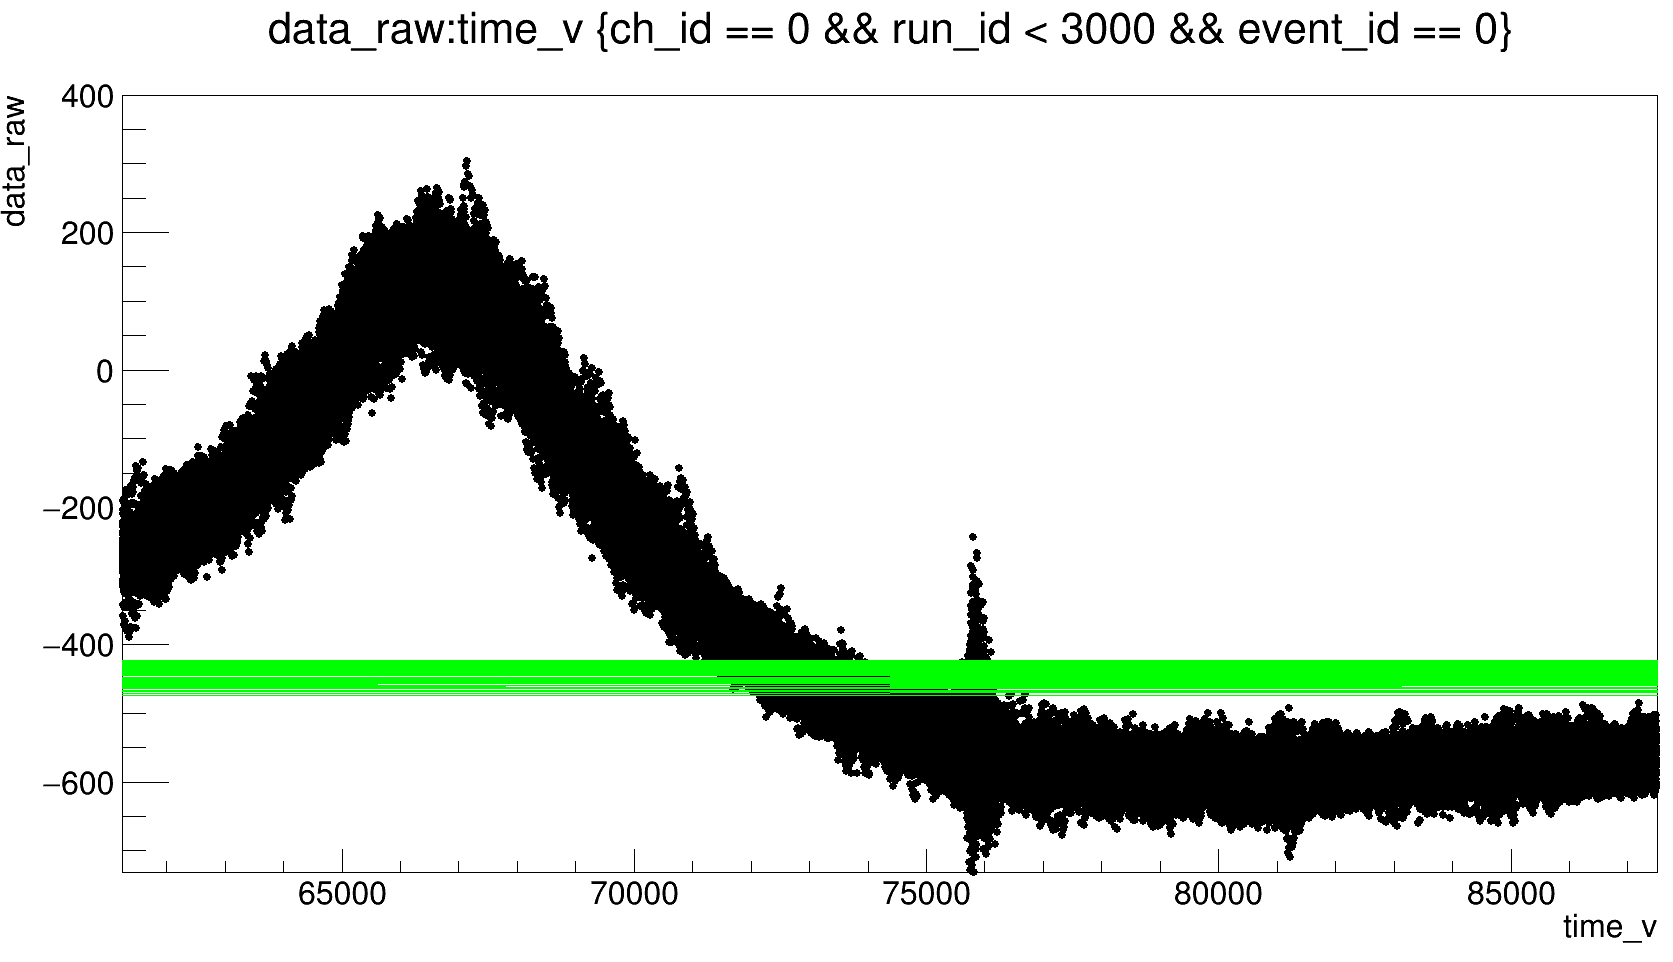 data_raw:time_v {ch_id == 0 && run_id < 3000 && event_id == 0}
data_raw
400
200
0
−200
−400
−600
65000 70000 75000 80000 85000
time_v